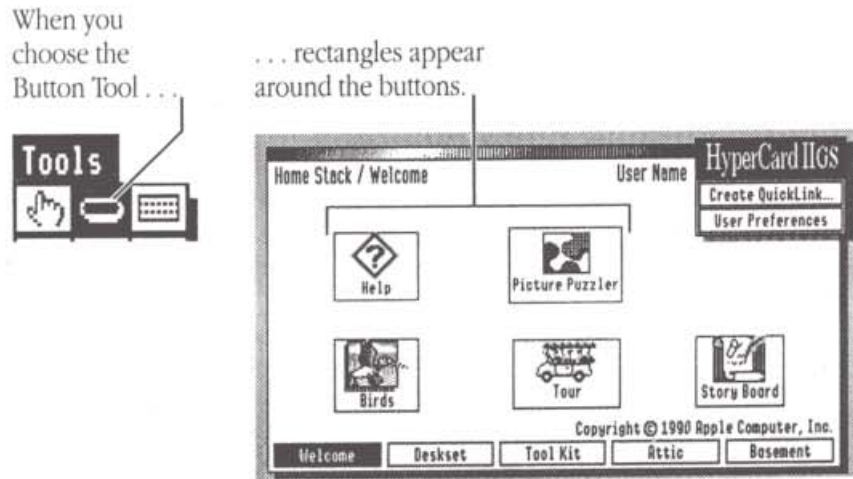 When you
choose the
Button Tool . . .
. . . rectangles appear
around the buttons.
Tools
HyperCard IIGS
Home Stack / Welcome
User Name
Create QuickLink...
User Preferences
Help
Picture Puzzler
Birds
Tour
Story Board
Copyright © 1990 Apple Computer, Inc.
Welcome
Deskset
Tool Kit
Attic
Basement